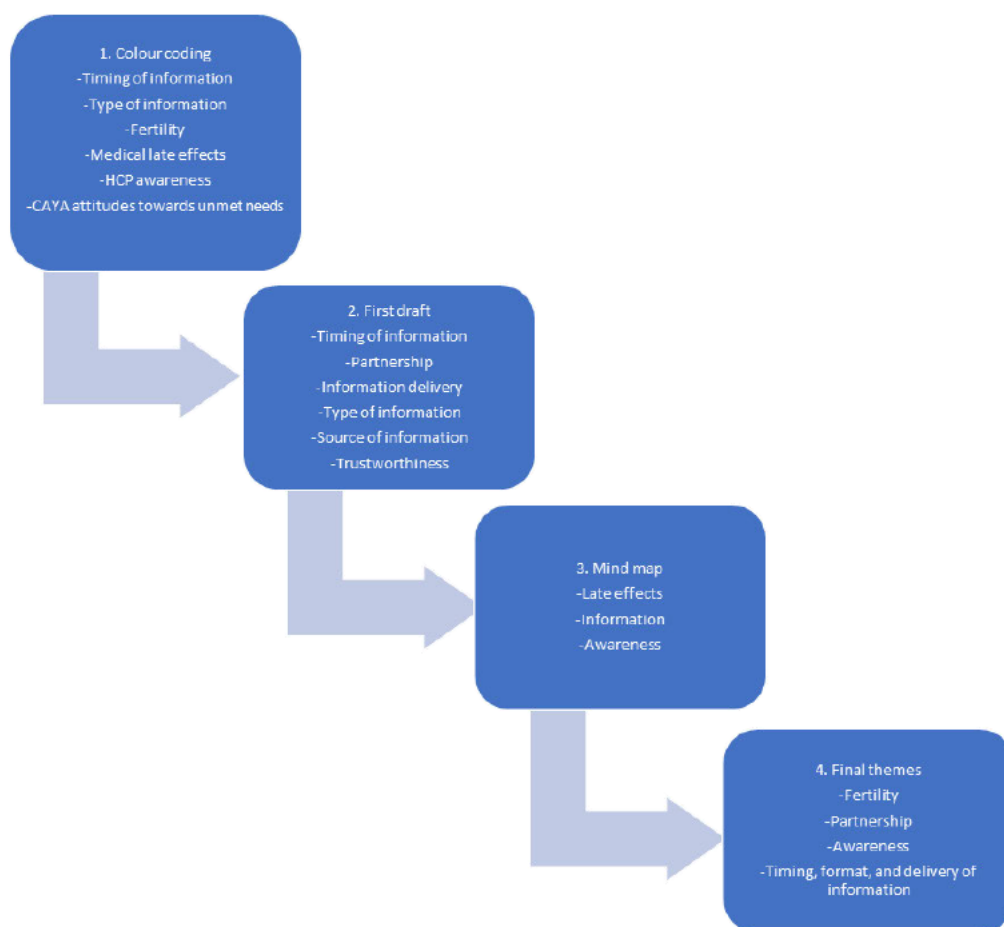 1. Colour coding
-Timing of information
-Type of information
-Fertility
-Medical late effects
-HCP awareness
-CAYA attitudes towards unmet needs
2. First draft
-Timing of information
-Partnership
-Information delivery
-Type of information
-Source of information
-Trustworthiness
3. Mind map
-Late effects
-Information
-Awareness
4. Final themes
-Fertility
-Partnership
-Awareness
-Timing, format, and delivery of
information